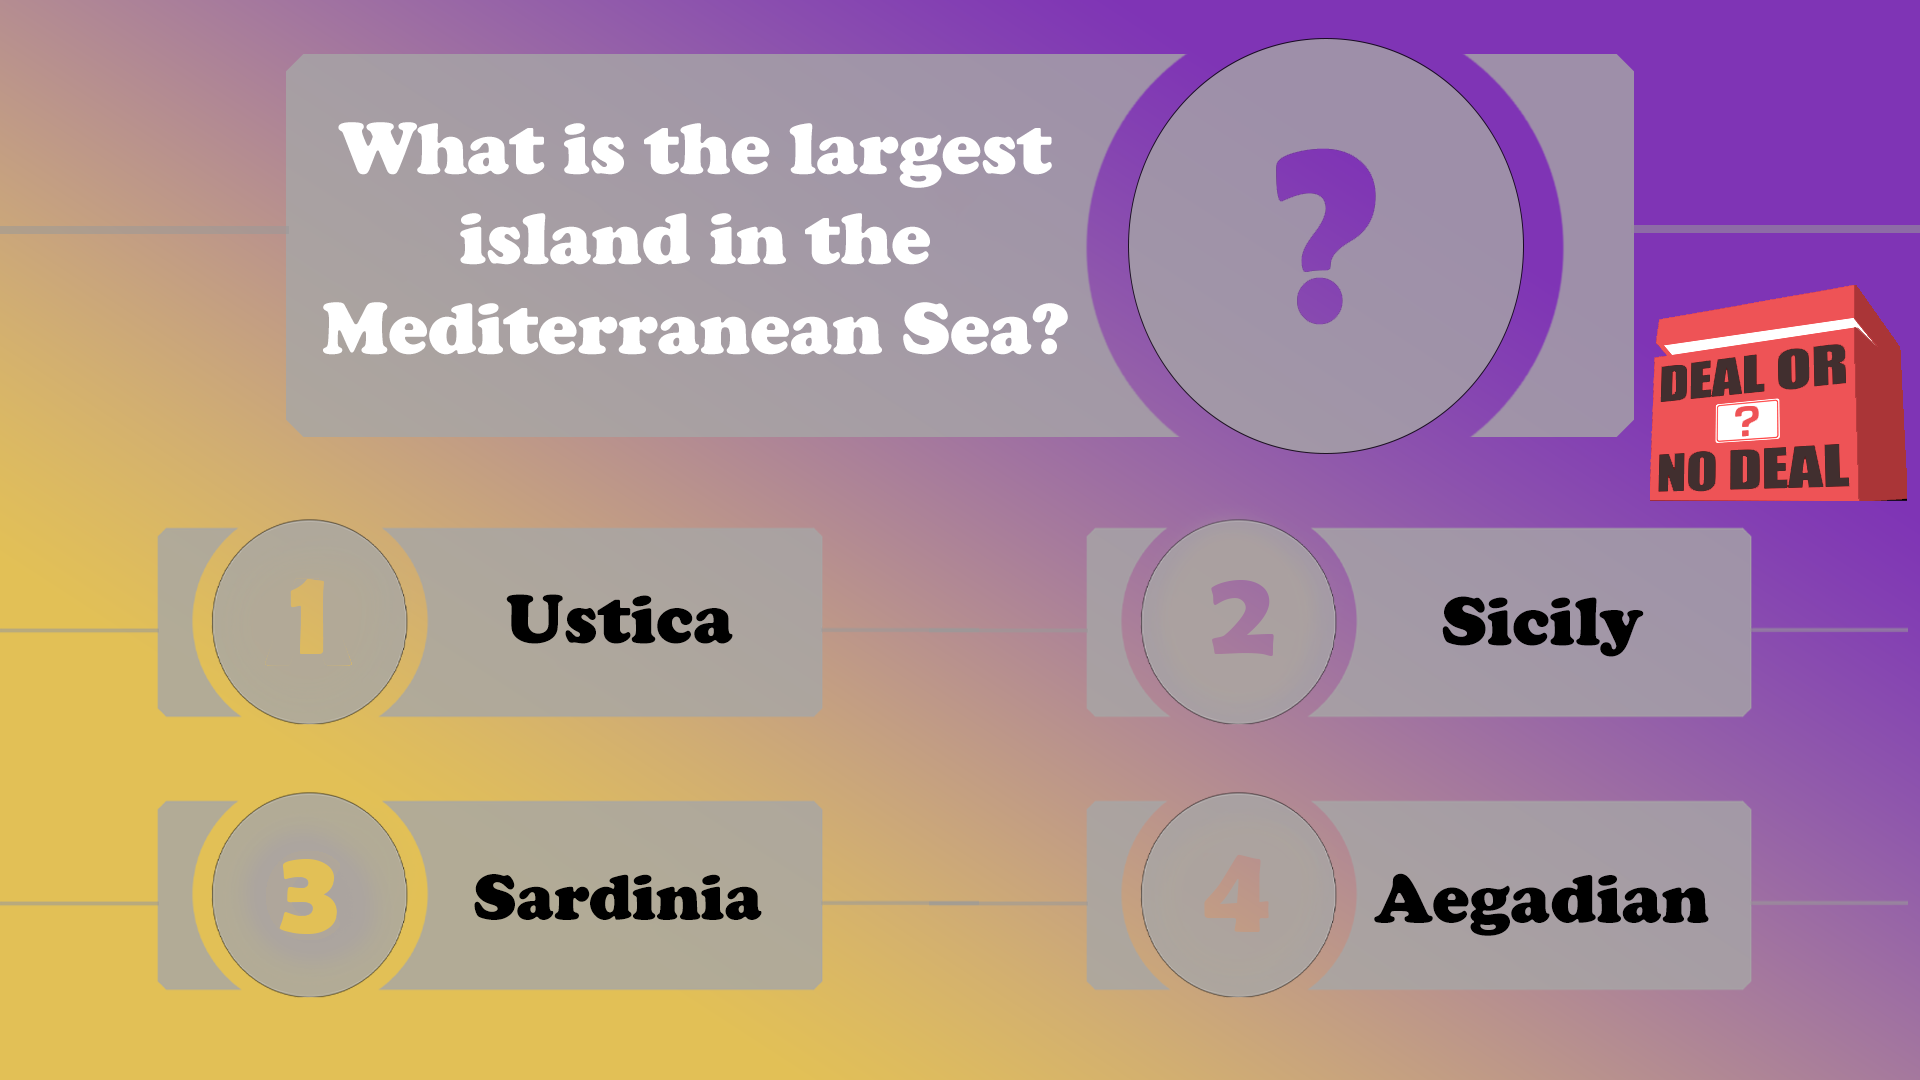 What is the largest
island in the
Mediterranean Sea?
?
DEAL OR
?
NO DEAL
1
Ustica
2
Sicily
3
Sardinia
4
Aegadian